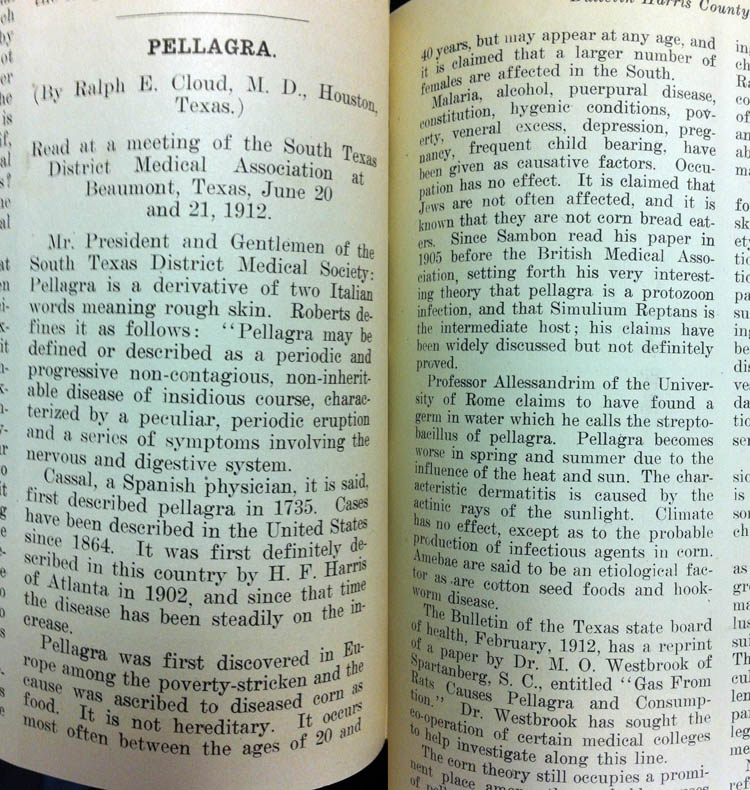 PELLAGRA.
(By Ralph E. Cloud, M. D., Houston,
Texas.)
Read at a meeting of the South Texas
District Medical Association at
Beaumont, Texas, June 20
and 21, 1912.
Mr. President and Gentlemen of the
South Texas District Medical Society:
Pellagra is a derivative of two Italian
words meaning rough skin. Roberts de-
fines it as follows: "Pellagra may be
defined or described as a periodic and
progressive non-contagious, non-inherit-
able disease of insidious course, charac-
terized by a peculiar, periodic eruption
and a series of symptoms involving the
nervous and digestive system.
Cassal, a Spanish physician, it is said,
first described pellagra in 1735. Cases
have been described in the United States
since 1864. It was first definitely de-
scribed in this country by H. F. Harris
of Atlanta in 1902, and since that time
the disease has been steadily on the in-
crease.
Pellagra was first discovered in Eu-
rope among the poverty-stricken and the
cause was ascribed to diseased corn as
food. It is not hereditary. It occurs
most often between the ages of 20 and
Bulletin Harris County
40 years, but may appear at any age, and
it is claimed that a larger number of
females are affected in the South.
Malaria, alcohol, puerpural disease,
constitution, hygenic conditions, pov-
erty, veneral excess, depression, preg-
nancy, frequent child bearing, have
been given as causative factors. Occu-
pation has no effect. It is claimed that
Jews are not often affected, and it is
known that they are not corn bread eat-
ers. Since Sambon read his paper in
1905 before the British Medical Asso-
ciation, setting forth his very interest-
ing theory that pellagra is a protozoon
infection, and that Simulium Reptans is
the intermediate host; his claims have
been widely discussed but not definitely
proved.
Professor Allessandrim of the Univer-
sity of Rome claims to have found a
germ in water which he calls the strepto-
bacillus of pellagra. Pellagra becomes
worse in spring and summer due to the
influence of the heat and sun. The char-
acteristic dermatitis is caused by the
actinic rays of the sunlight. Climate
has no effect, except as to the probable
production of infectious agents in corn.
Amebae are said to be an etiological fac-
tor as are cotton seed foods and hook-
worm disease.
The Bulletin of the Texas state board
of health, February, 1912, has a reprint
of a paper by Dr. M. O. Westbrook of
Spartanberg, S. C., entitled "Gas From
Rats Causes Pellagra and Consump-
tion." Dr. Westbrook has sought the
co-operation of certain medical colleges
to help investigate along this line.
The corn theory still occupies a promi-
nent place among the